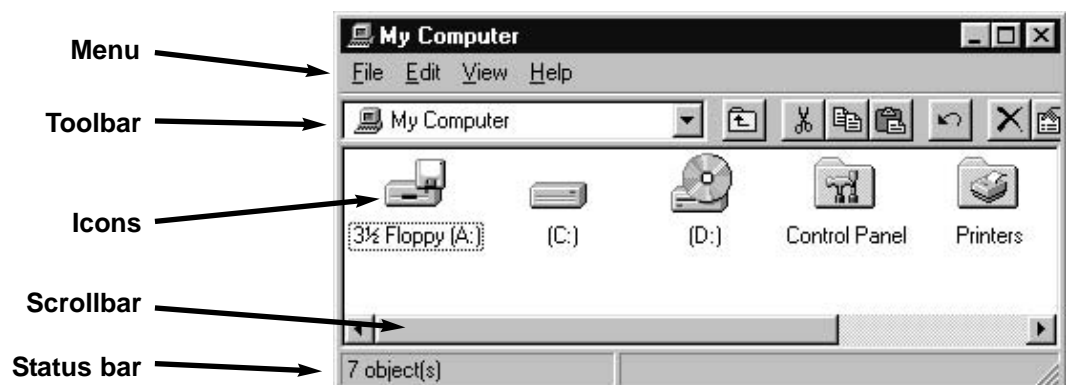 My Computer
Menu
File Edit View Help
Toolbar
My Computer
Icons
3½ Floppy (A:) (C:) (D:) Control Panel Printers
Scrollbar
Status bar
7 object(s)